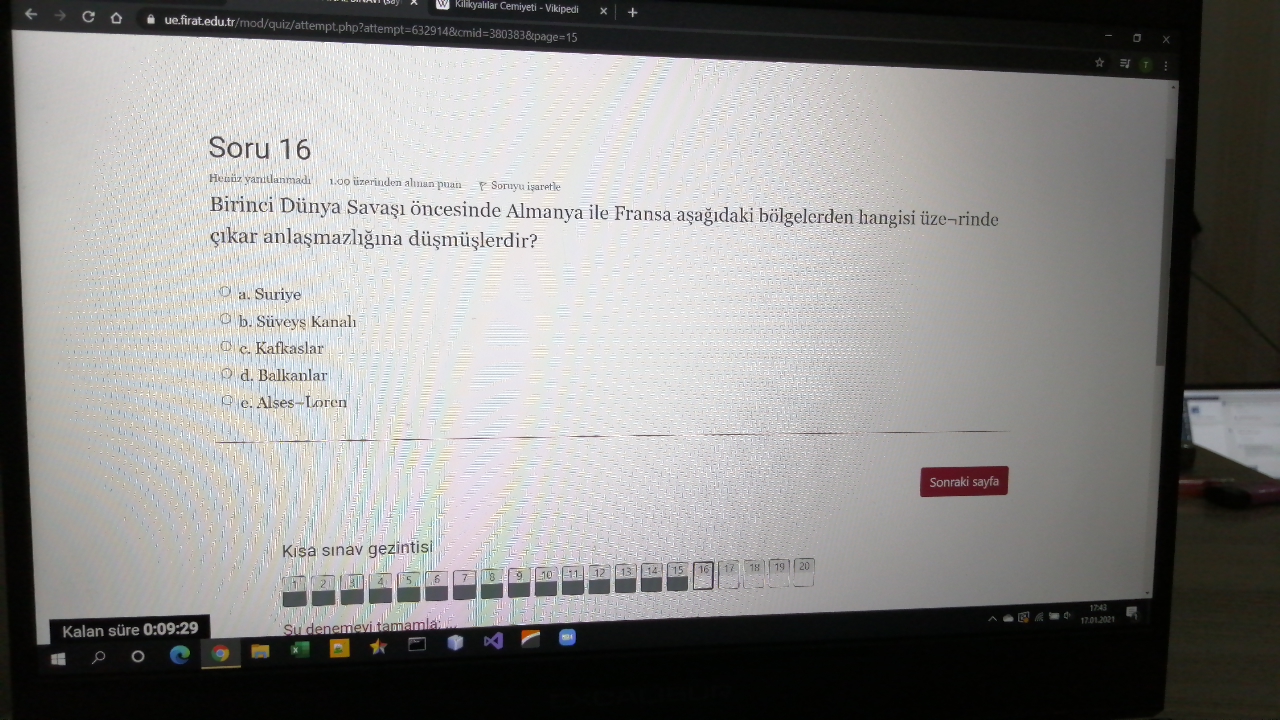 Kilikyalılar Cemiyeti - Vikipedi
ue.firat.edu.tr/mod/quiz/attempt.php?attempt=632914&cmid=380383&page=15
T
Soru 16
Henüz yanıtlanmadı 1.00 üzerinden alınan puan Soruyu işaretle
Birinci Dünya Savaşı öncesinde Almanya ile Fransa aşağıdaki bölgelerden hangisi üze¬rinde
çıkar anlaşmazlığına düşmüşlerdir?
a. Suriye
b. Süveyş Kanalı
c. Kafkaslar
d. Balkanlar
e. Alses–Loren
Sonraki sayfa
Kısa sınav gezintisi
1 2 3 4 5 6 7 8 9 10 11 12 13 14 15 16 17 18 19 20
Şu denemeyi tamamla:
Kalan süre 0:09:29
17:43
17.01.2021